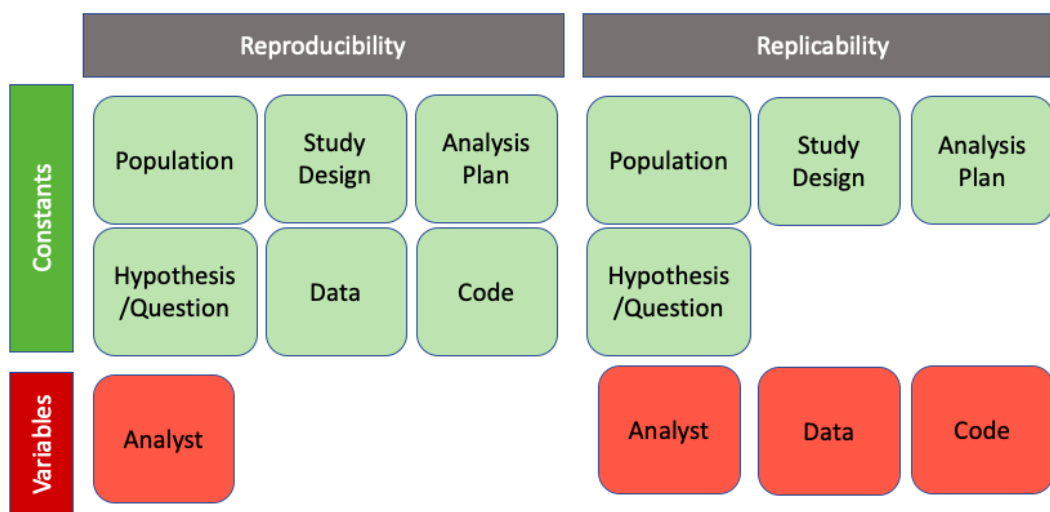 Reproducibility
Replicability
Constants
Population
Study
Design
Analysis
Plan
Population
Study
Design
Analysis
Plan
Hypothesis
/Question
Data
Code
Hypothesis
/Question
Variables
Analyst
Analyst
Data
Code